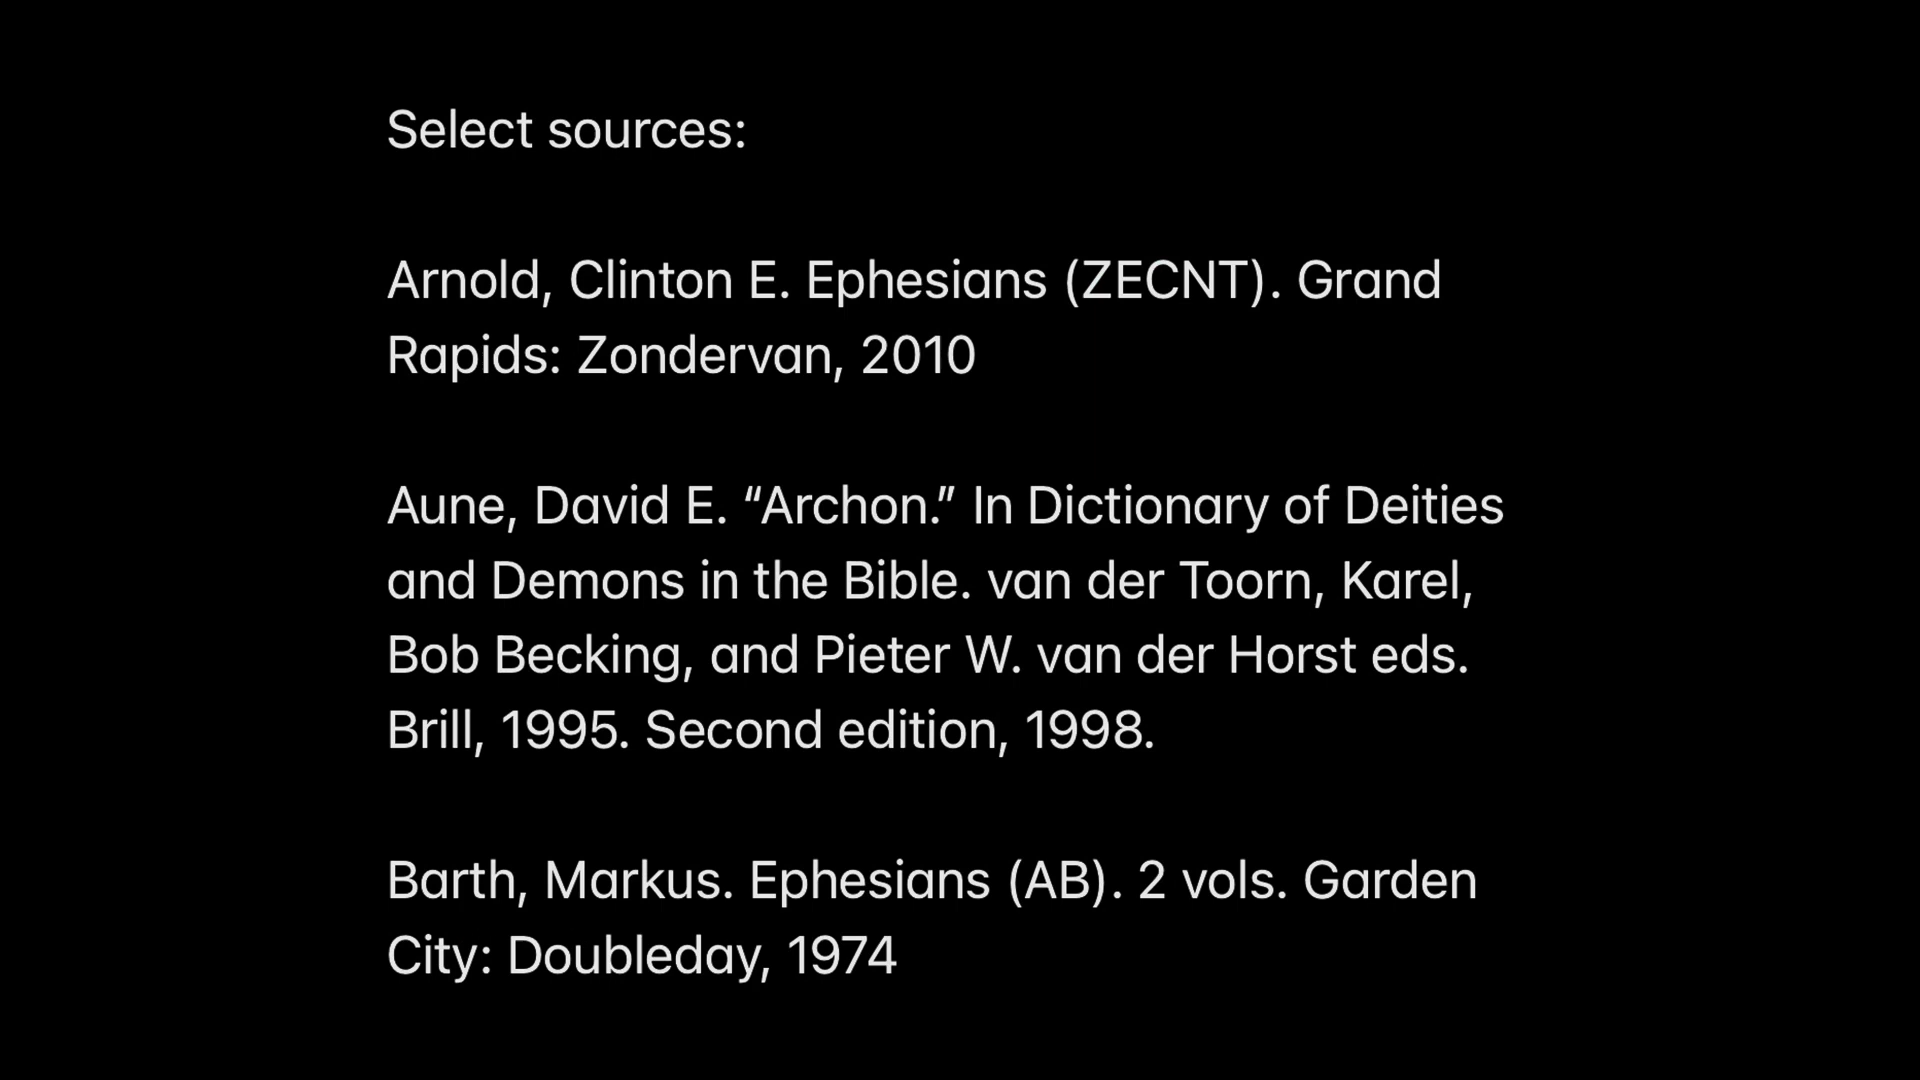 Select sources:
Arnold, Clinton E. Ephesians (ZECNT). Grand
Rapids: Zondervan, 2010
Aune, David E. “Archon.” In Dictionary of Deities
and Demons in the Bible. van der Toorn, Karel,
Bob Becking, and Pieter W. van der Horst eds.
Brill, 1995. Second edition, 1998.
Barth, Markus. Ephesians (AB). 2 vols. Garden
City: Doubleday, 1974